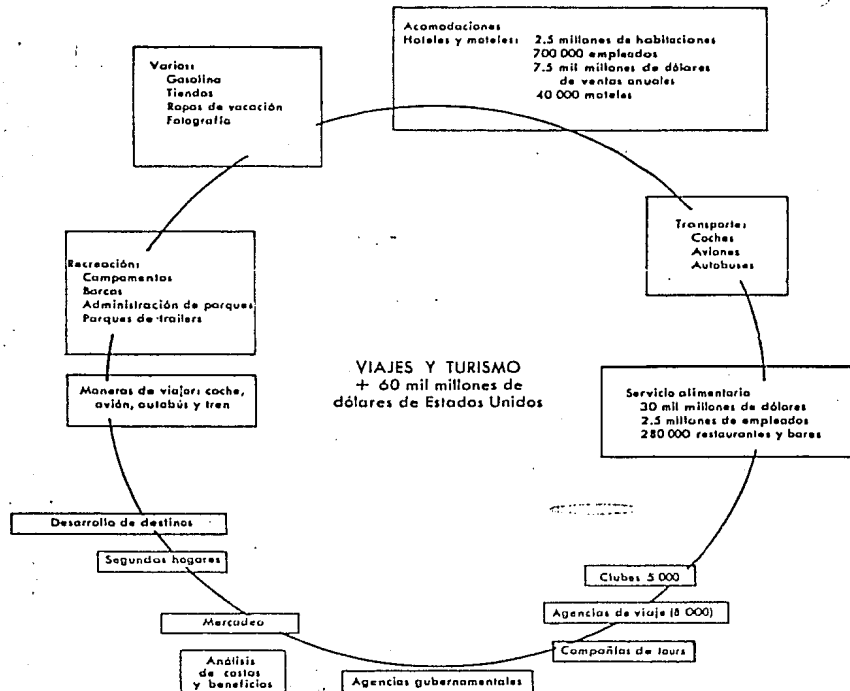 Acomodaciones
Hoteles y moteles: 2.5 millones de habitaciones
700 000 empleados
7.5 mil millones de dólares
de ventas anuales
40 000 moteles
Varios:
Gasolina
Tiendas
Ropas de vacación
Fotografía
Transporte:
Coches
Aviones
Autobuses
Recreación:
Campamentos
Barcos
Administración de parques
Parques de trailers
VIAJES Y TURISMO
+ 60 mil millones de
dólares de Estados Unidos
Maneras de viajar: coche,
avión, autobús y tren
Servicio alimentario
30 mil millones de dólares
2.5 millones de empleados
280 000 restaurantes y bares
Desarrollo de destinos
Segundos hogares
Clubes 5 000
Agencias de viaje (8 000)
Mercadeo
Compañías de tours
Análisis
de costos
y beneficios
Agencias gubernamentales